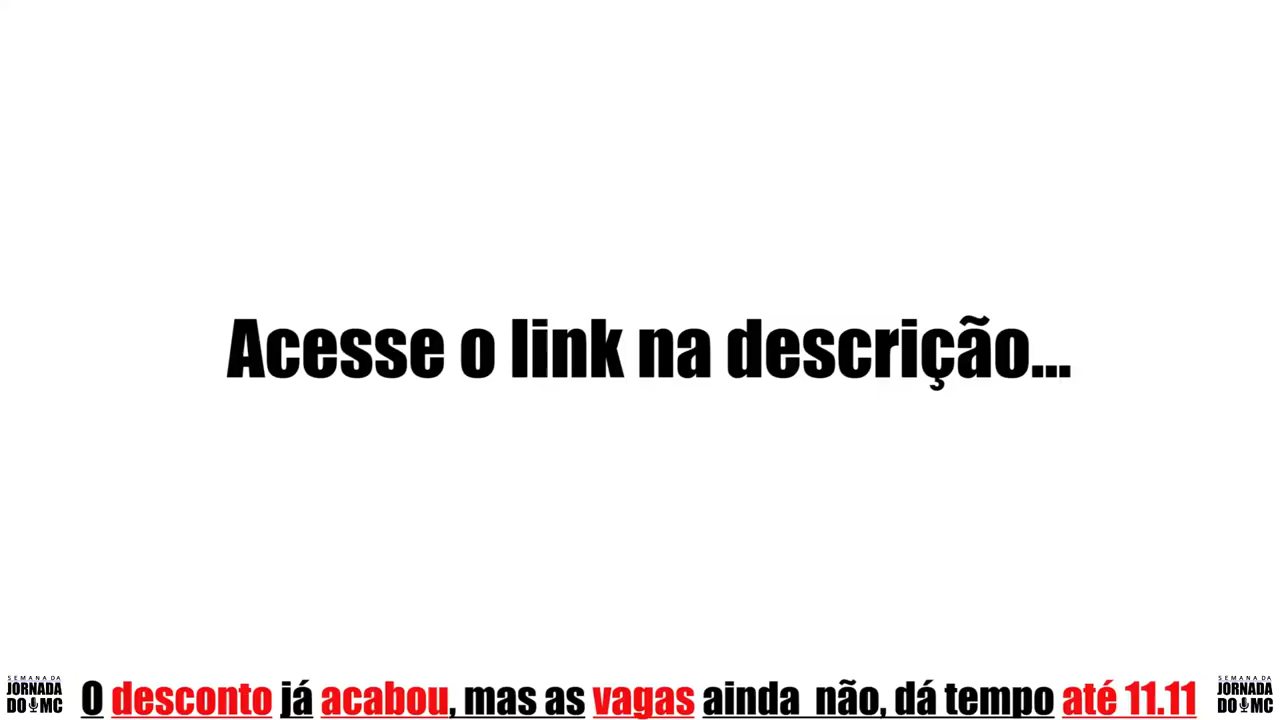 Acesse o link na descrição...
SEMANA DA
JORNADA
DO MC
O desconto já acabou, mas as vagas ainda não, dá tempo até 11.11
SEMANA DA
JORNADA
DO MC